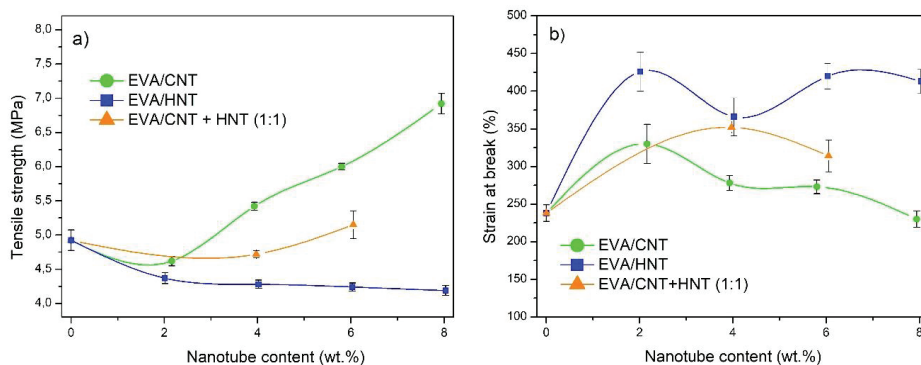 a)
EVA/CNT
EVA/HNT
EVA/CNT + HNT (1:1)
Tensile strength (MPa)
8,0
7,5
7,0
6,5
6,0
5,5
5,0
4,5
4,0
0 2 4 6 8
Nanotube content (wt.%)
b)
EVA/CNT
EVA/HNT
EVA/CNT+HNT (1:1)
Strain at break (%)
500
450
400
350
300
250
200
150
100
0 2 4 6 8
Nanotube content (wt.%)